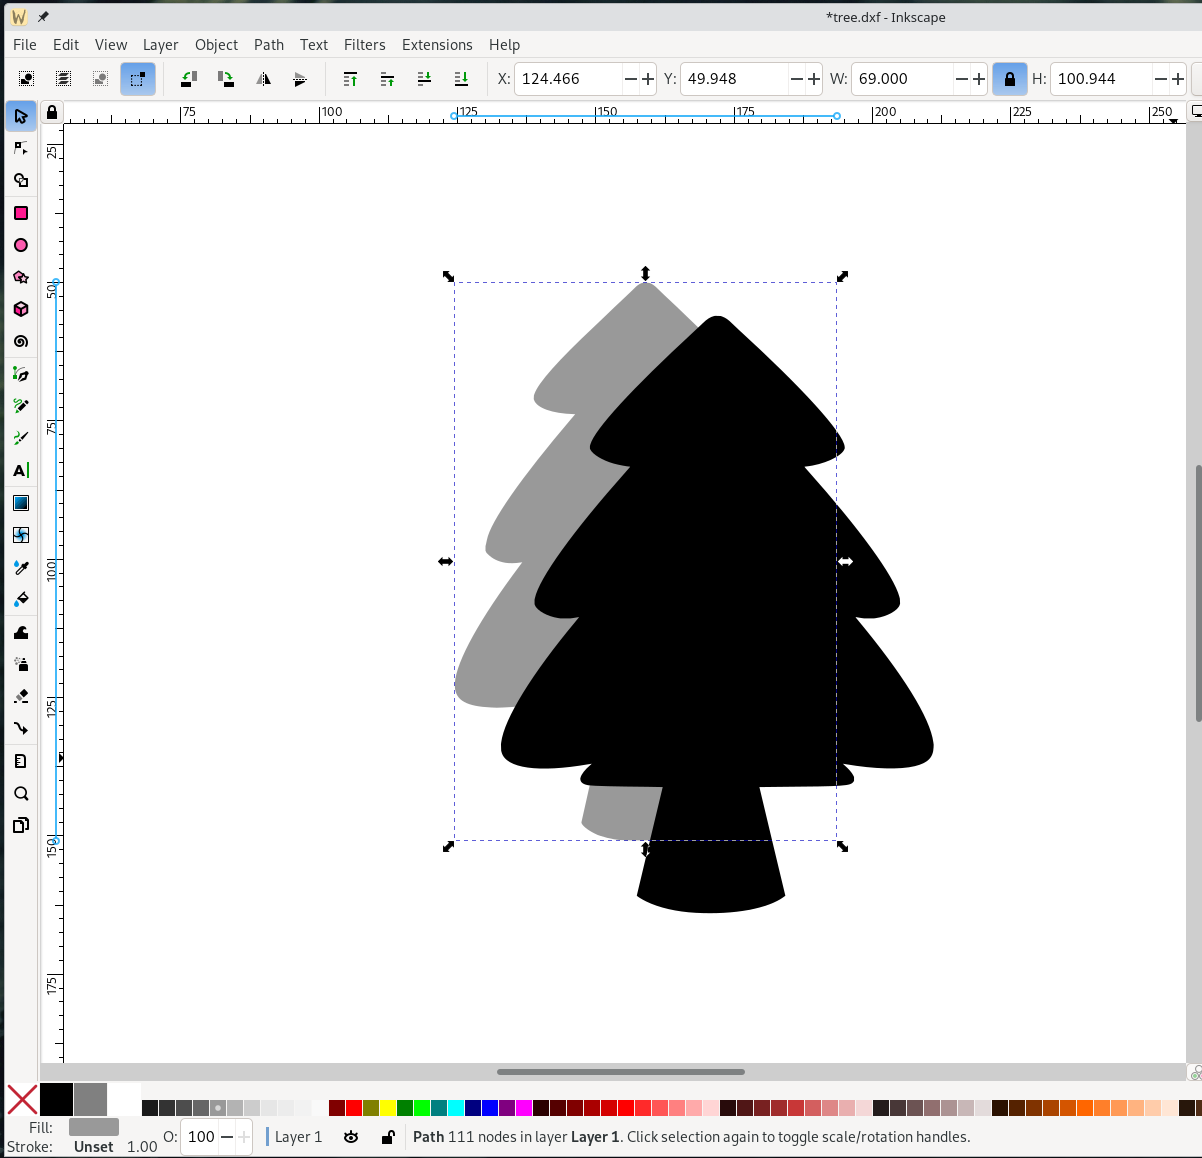 *tree.dxf - Inkscape
File Edit View Layer Object Path Text Filters Extensions Help
X: 124.466 Y: 49.948 W: 69.000 H: 100.944
75 100 125 150 175 200 225 250
25
50
75
100
125
150
175
A
Fill:
Stroke: Unset 1.00 O: 100 Layer 1 Path 111 nodes in layer Layer 1. Click selection again to toggle scale/rotation handles.